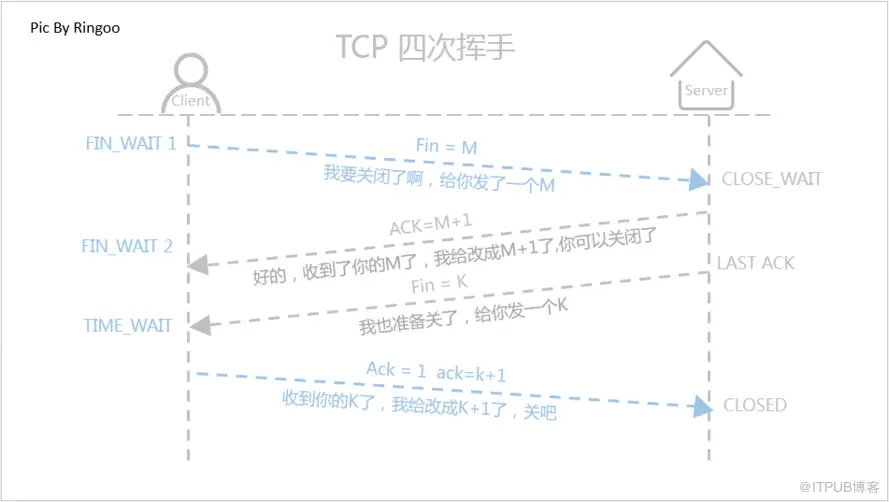 Pic By Ringoo
TCP 四次挥手
Client
Server
FIN_WAIT 1
Fin = M
我要关闭了啊，给你发了一个M
CLOSE_WAIT
ACK=M+1
FIN_WAIT 2
好的，收到了你的M了，我给改成M+1了,你可以关闭了
LAST ACK
Fin = K
TIME_WAIT
我也准备关了，给你发一个K
Ack = 1 ack=k+1
收到你的K了，我给改成K+1了，关吧
CLOSED
@ITPUB博客